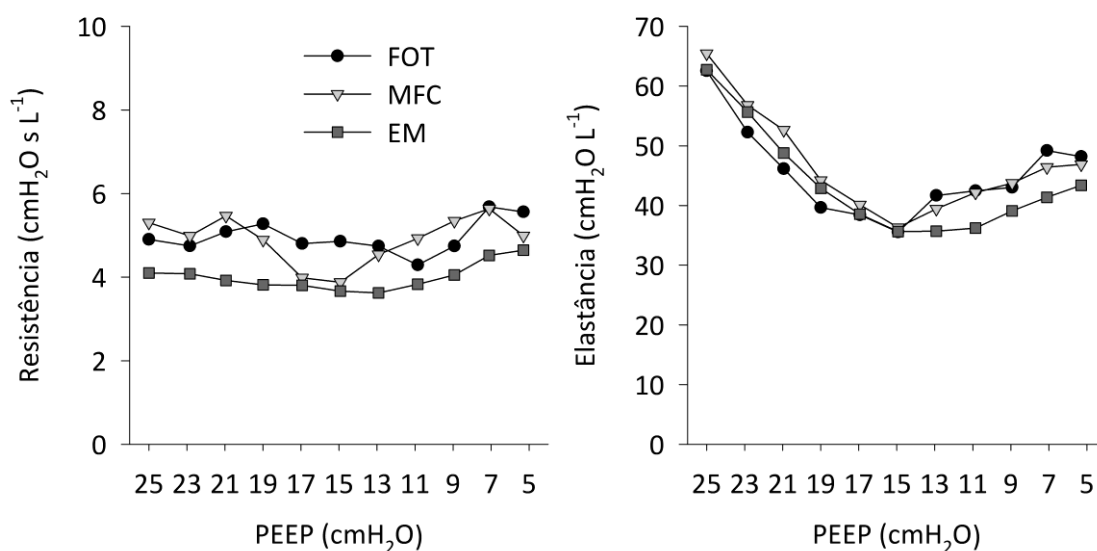 10
8
6
4
2
0
Resistência (cmH₂O s L⁻¹)
FOT
MFC
EM
25 23 21 19 17 15 13 11 9 7 5
PEEP (cmH₂O)
70
60
50
40
30
20
10
0
Elastância (cmH₂O L⁻¹)
25 23 21 19 17 15 13 11 9 7 5
PEEP (cmH₂O)